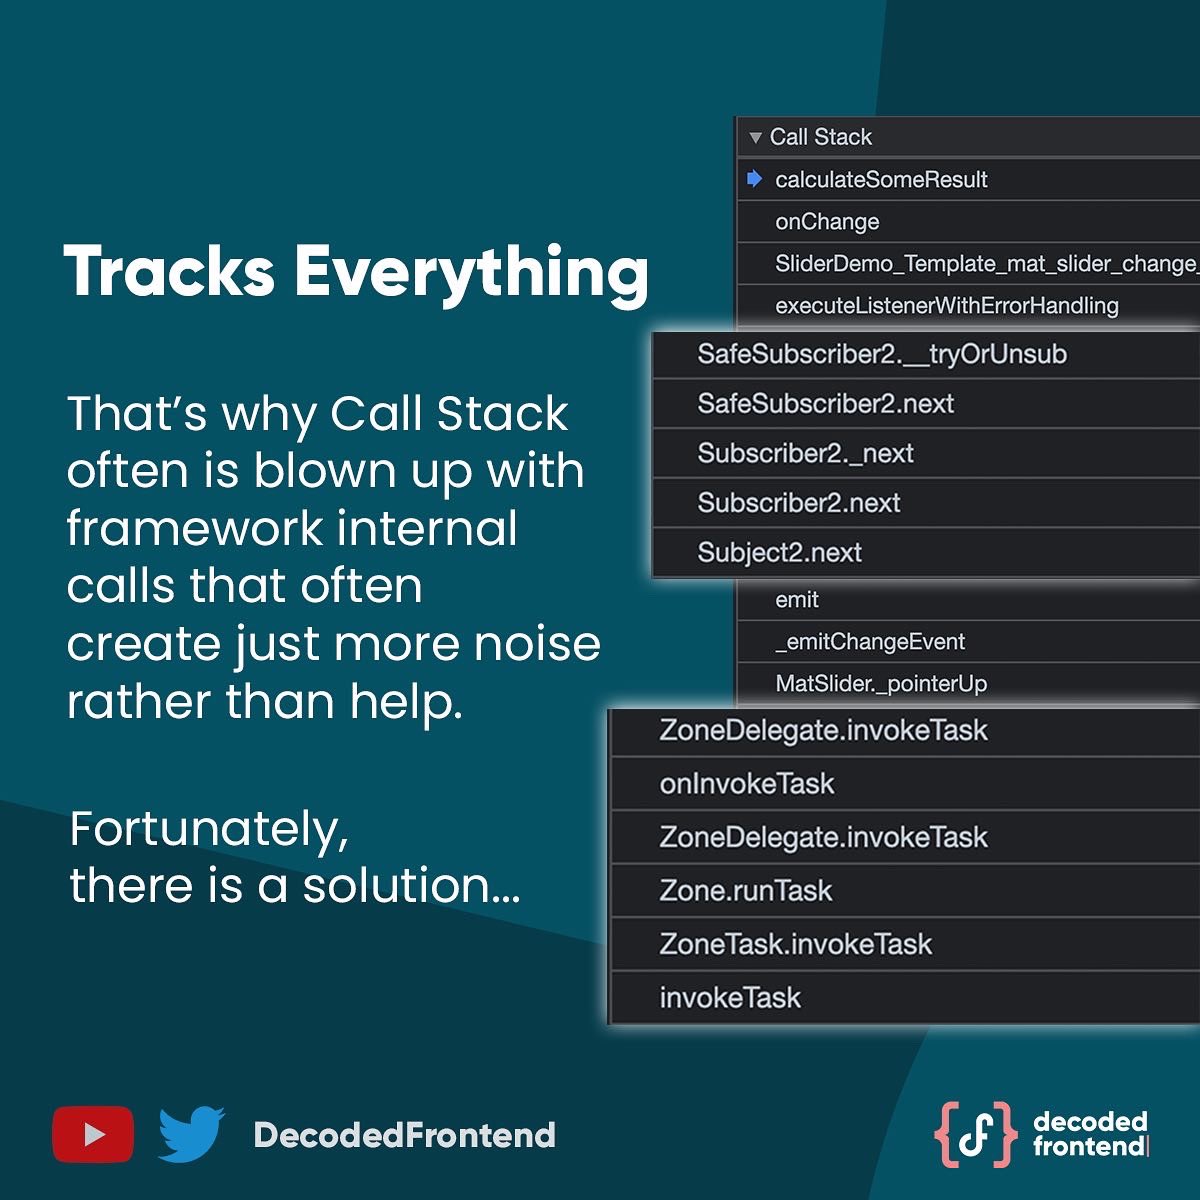 Tracks Everything
That’s why Call Stack
often is blown up with
framework internal
calls that often
create just more noise
rather than help.
Fortunately,
there is a solution...
Call Stack
calculateSomeResult
onChange
SliderDemo_Template_mat_slider_change_
executeListenerWithErrorHandling
SafeSubscriber2.__tryOrUnsub
SafeSubscriber2.next
Subscriber2._next
Subscriber2.next
Subject2.next
emit
_emitChangeEvent
MatSlider._pointerUp
ZoneDelegate.invokeTask
onInvokeTask
ZoneDelegate.invokeTask
Zone.runTask
ZoneTask.invokeTask
invokeTask
DecodedFrontend
{df}
decoded
frontend|